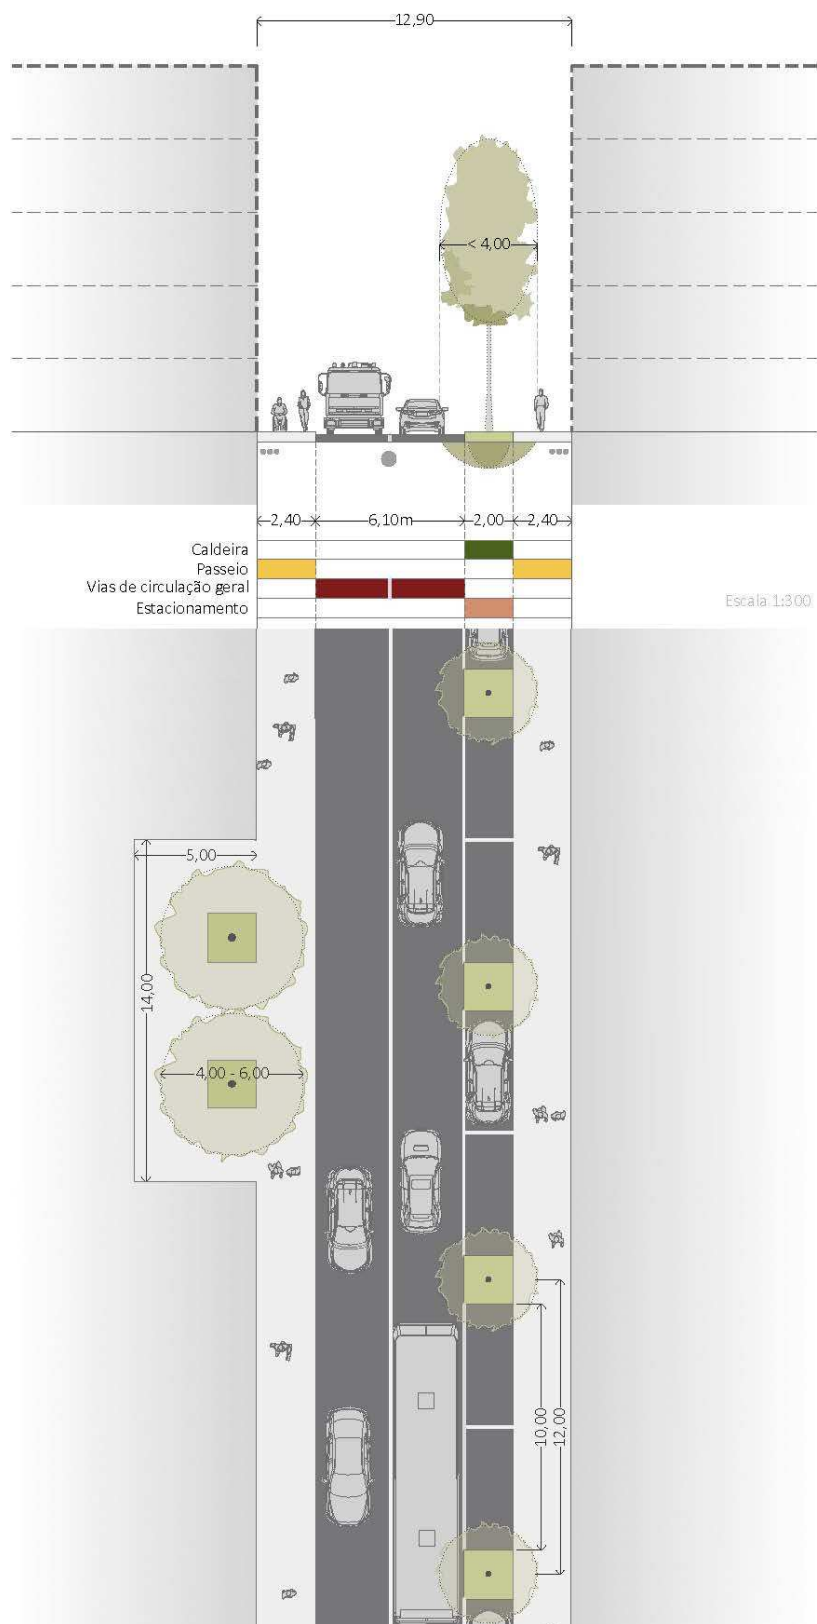 12,90
< 4,00
2,40 6,10m 2,00 2,40
Caldeira
Passeio
Vias de circulação geral
Estacionamento
Escala 1:300
5,00
14,00
4,00 - 6,00
10,00
12,00